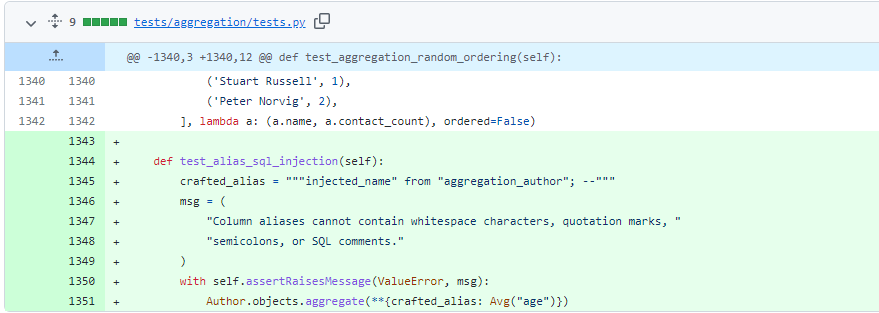 9 tests/aggregation/tests.py
@@ -1340,3 +1340,12 @@ def test_aggregation_random_ordering(self):
1340 1340 ('Stuart Russell', 1),
1341 1341 ('Peter Norvig', 2),
1342 1342 ], lambda a: (a.name, a.contact_count), ordered=False)
1343 +
1344 + def test_alias_sql_injection(self):
1345 + crafted_alias = """injected_name" from "aggregation_author"; --"""
1346 + msg = (
1347 + "Column aliases cannot contain whitespace characters, quotation marks, "
1348 + "semicolons, or SQL comments."
1349 + )
1350 + with self.assertRaisesMessage(ValueError, msg):
1351 + Author.objects.aggregate(**{crafted_alias: Avg("age")})